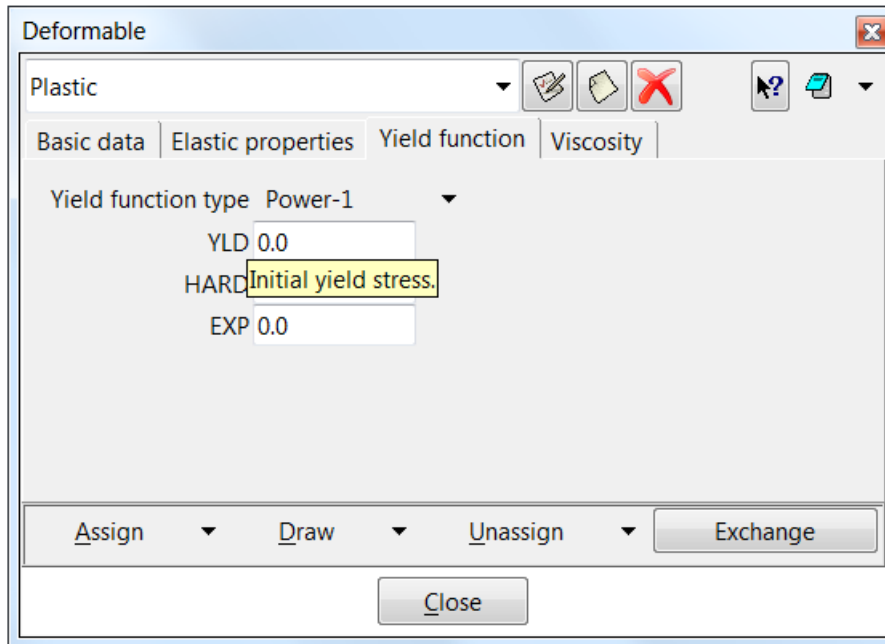 Deformable
Plastic
Basic data Elastic properties Yield function Viscosity
Yield function type Power-1
YLD 0.0
HARD Initial yield stress.
EXP 0.0
Assign Draw Unassign Exchange
Close